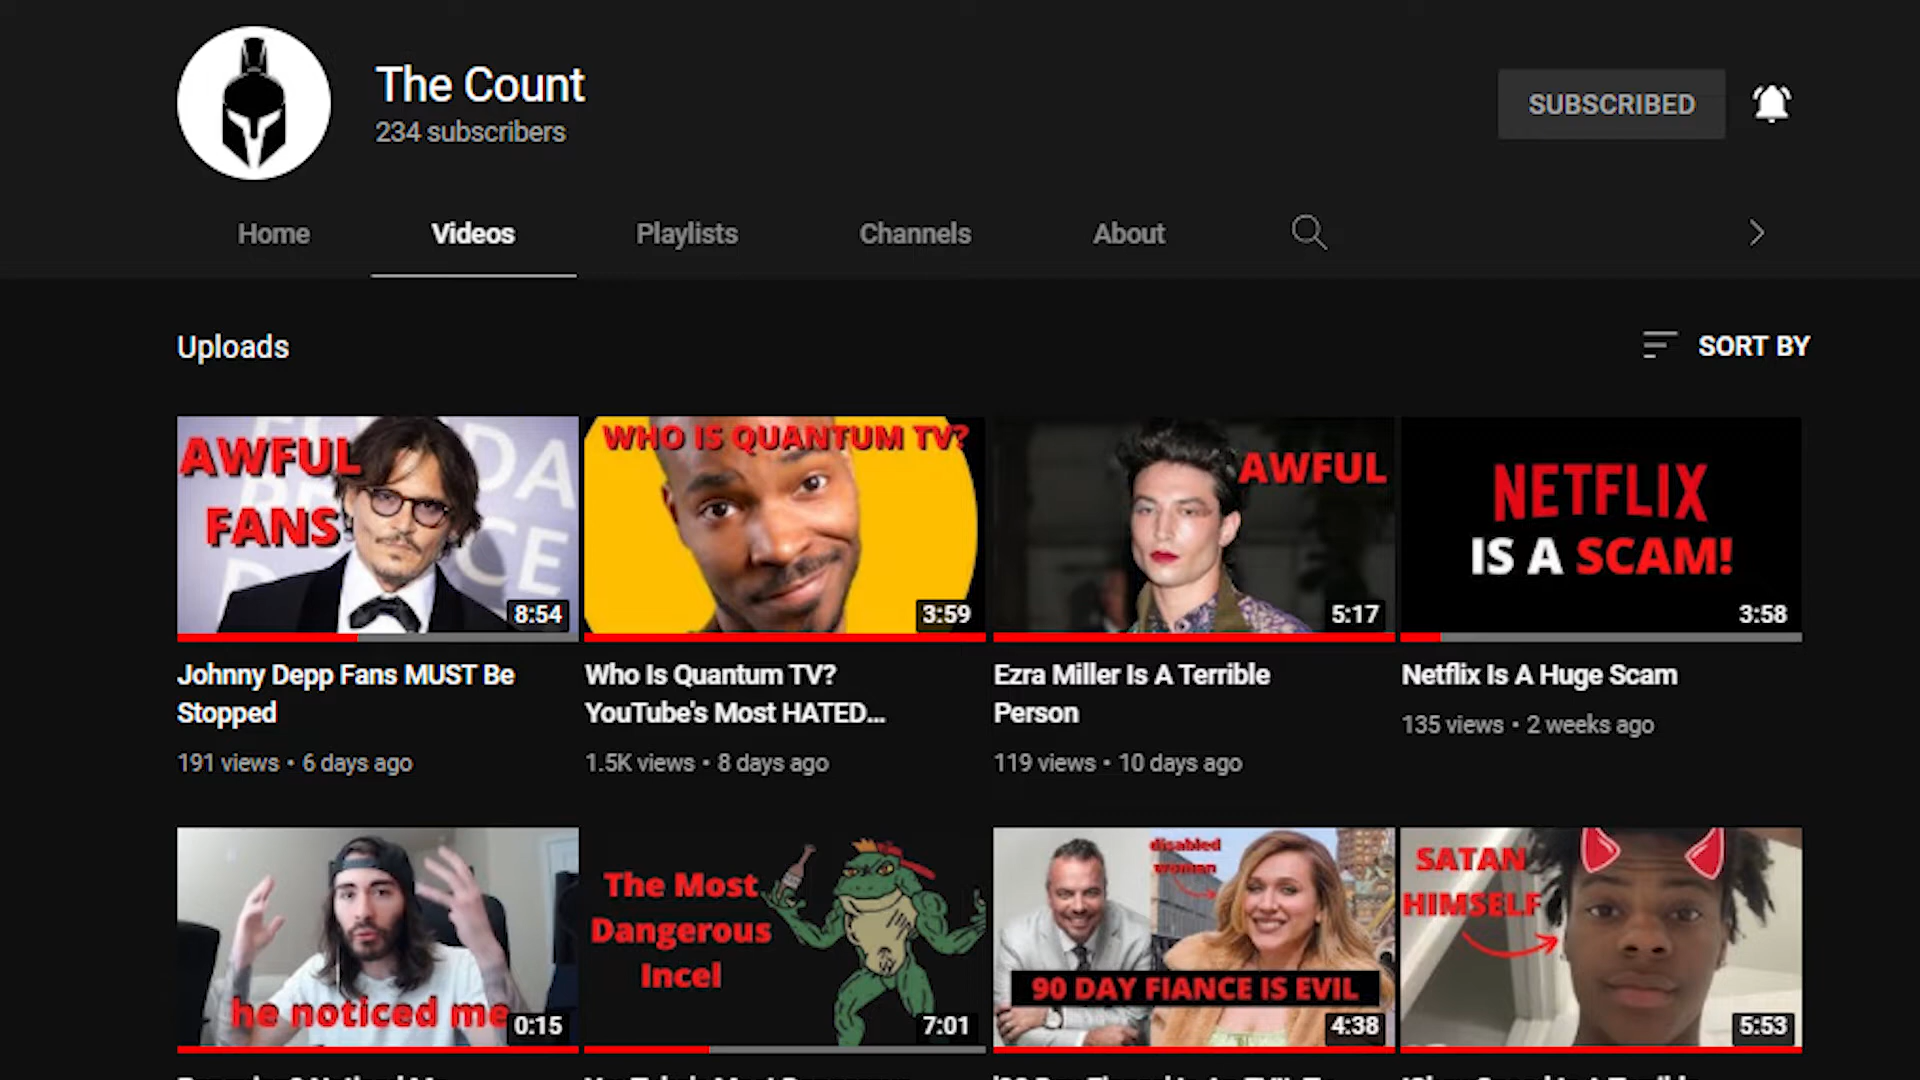 The Count
234 subscribers
SUBSCRIBED
Home
Videos
Playlists
Channels
About
Uploads
SORT BY
AWFUL
FANS
8:54
WHO IS QUANTUM TV?
3:59
AWFUL
5:17
NETFLIX
IS A SCAM!
3:58
Johnny Depp Fans MUST Be
Stopped
191 views • 6 days ago
Who Is Quantum TV?
YouTube's Most HATED...
1.5K views • 8 days ago
Ezra Miller Is A Terrible
Person
119 views • 10 days ago
Netflix Is A Huge Scam
135 views • 2 weeks ago
he noticed me
0:15
The Most
Dangerous
Incel
7:01
disabled
woman
90 DAY FIANCE IS EVIL
4:38
SATAN
HIMSELF
5:53